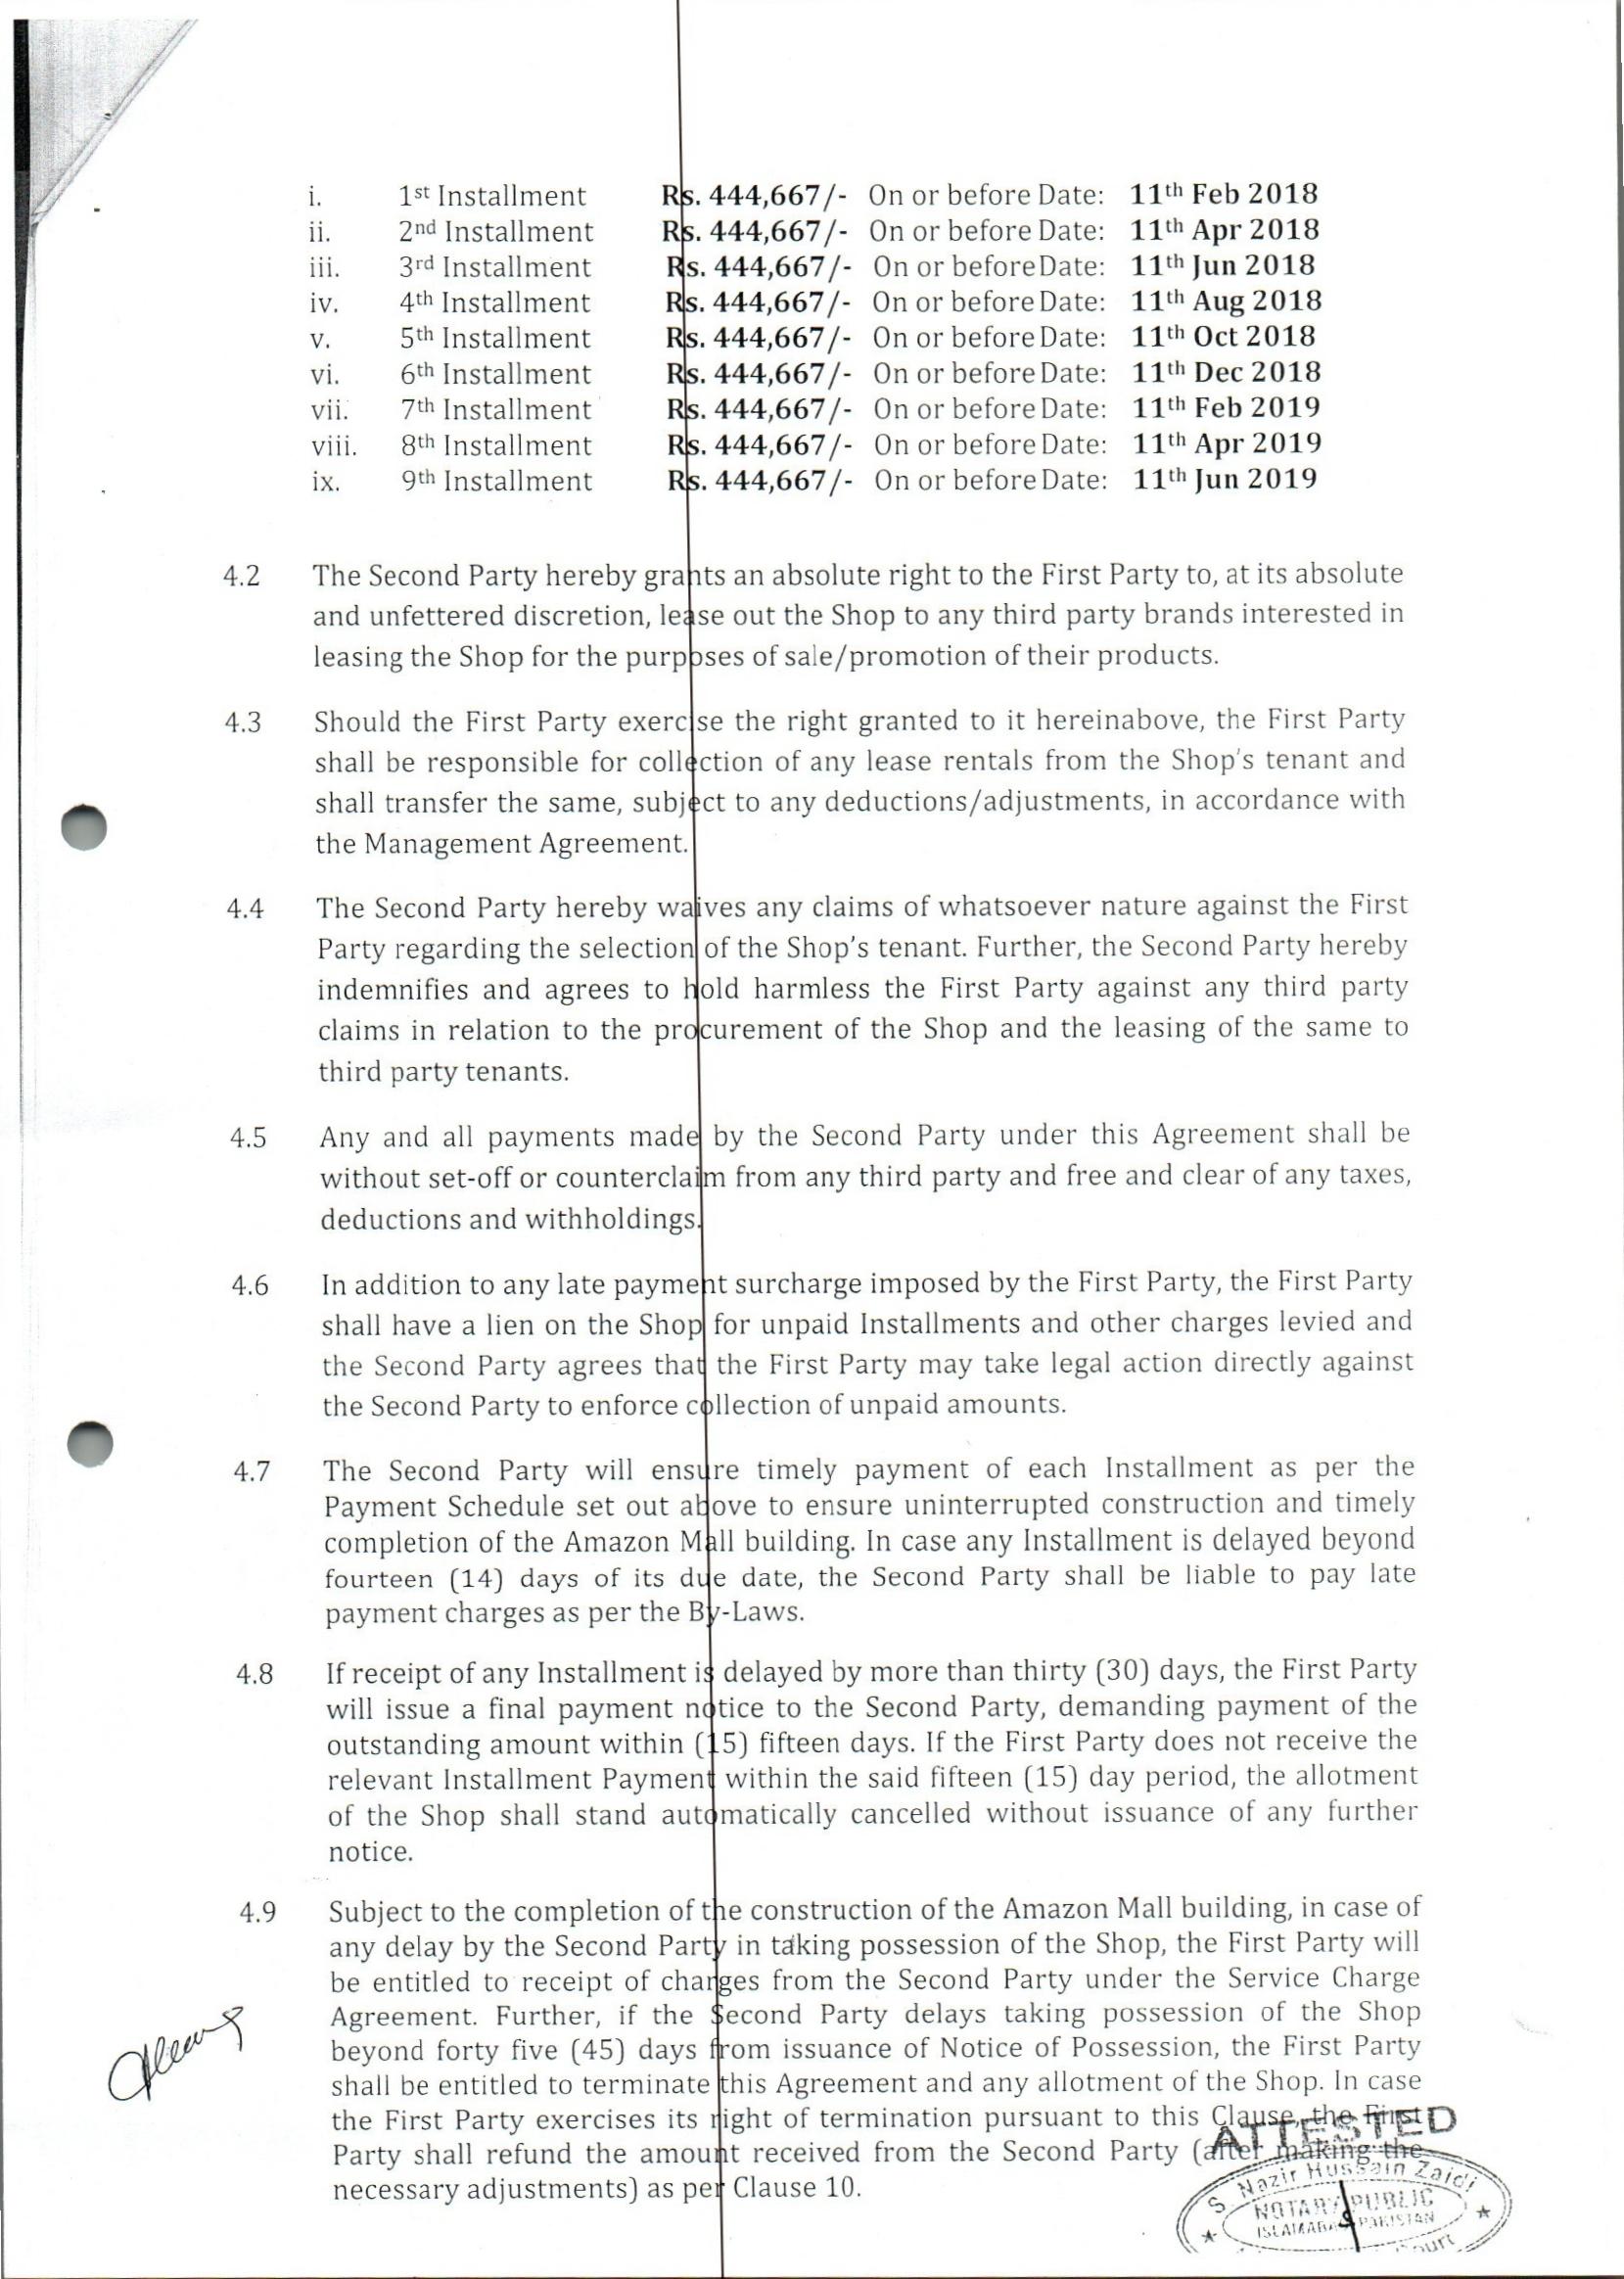 i. 1st Installment Rs. 444,667/- On or before Date: 11th Feb 2018
ii. 2nd Installment Rs. 444,667/- On or before Date: 11th Apr 2018
iii. 3rd Installment Rs. 444,667/- On or before Date: 11th Jun 2018
iv. 4th Installment Rs. 444,667/- On or before Date: 11th Aug 2018
v. 5th Installment Rs. 444,667/- On or before Date: 11th Oct 2018
vi. 6th Installment Rs. 444,667/- On or before Date: 11th Dec 2018
vii. 7th Installment Rs. 444,667/- On or before Date: 11th Feb 2019
viii. 8th Installment Rs. 444,667/- On or before Date: 11th Apr 2019
ix. 9th Installment Rs. 444,667/- On or before Date: 11th Jun 2019
4.2 The Second Party hereby grants an absolute right to the First Party to, at its absolute
and unfettered discretion, lease out the Shop to any third party brands interested in
leasing the Shop for the purposes of sale/promotion of their products.
4.3 Should the First Party exercise the right granted to it hereinabove, the First Party
shall be responsible for collection of any lease rentals from the Shop's tenant and
shall transfer the same, subject to any deductions/adjustments, in accordance with
the Management Agreement.
4.4 The Second Party hereby waives any claims of whatsoever nature against the First
Party regarding the selection of the Shop's tenant. Further, the Second Party hereby
indemnifies and agrees to hold harmless the First Party against any third party
claims in relation to the procurement of the Shop and the leasing of the same to
third party tenants.
4.5 Any and all payments made by the Second Party under this Agreement shall be
without set-off or counterclaim from any third party and free and clear of any taxes,
deductions and withholdings.
4.6 In addition to any late payment surcharge imposed by the First Party, the First Party
shall have a lien on the Shop for unpaid Installments and other charges levied and
the Second Party agrees that the First Party may take legal action directly against
the Second Party to enforce collection of unpaid amounts.
4.7 The Second Party will ensure timely payment of each Installment as per the
Payment Schedule set out above to ensure uninterrupted construction and timely
completion of the Amazon Mall building. In case any Installment is delayed beyond
fourteen (14) days of its due date, the Second Party shall be liable to pay late
payment charges as per the By-Laws.
4.8 If receipt of any Installment is delayed by more than thirty (30) days, the First Party
will issue a final payment notice to the Second Party, demanding payment of the
outstanding amount within (15) fifteen days. If the First Party does not receive the
relevant Installment Payment within the said fifteen (15) day period, the allotment
of the Shop shall stand automatically cancelled without issuance of any further
notice.
4.9 Subject to the completion of the construction of the Amazon Mall building, in case of
any delay by the Second Party in taking possession of the Shop, the First Party will
be entitled to receipt of charges from the Second Party under the Service Charge
Agreement. Further, if the Second Party delays taking possession of the Shop
beyond forty five (45) days from issuance of Notice of Possession, the First Party
shall be entitled to terminate this Agreement and any allotment of the Shop. In case
the First Party exercises its right of termination pursuant to this Clause, the First
Party shall refund the amount received from the Second Party (after making the
necessary adjustments) as per Clause 10.
ATTESTED
S. Nazir Hussain Zaidi
NOTARY PUBLIC
ISLAMABAD PAKISTAN
Court